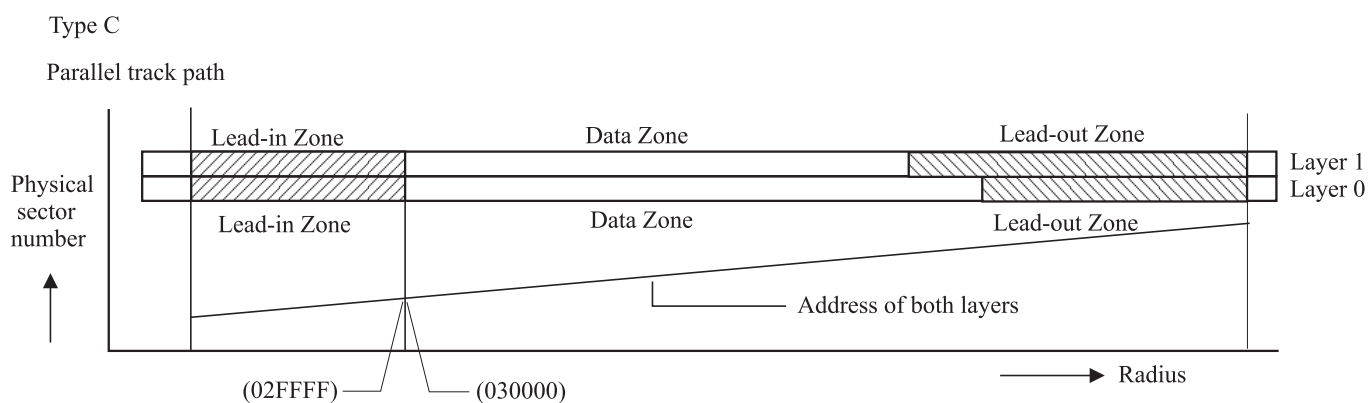 Type C
Parallel track path
Lead-in Zone
Data Zone
Lead-out Zone
Layer 1
Layer 0
Physical
sector
number
Lead-in Zone
Data Zone
Lead-out Zone
Address of both layers
(02FFFF)
(030000)
Radius